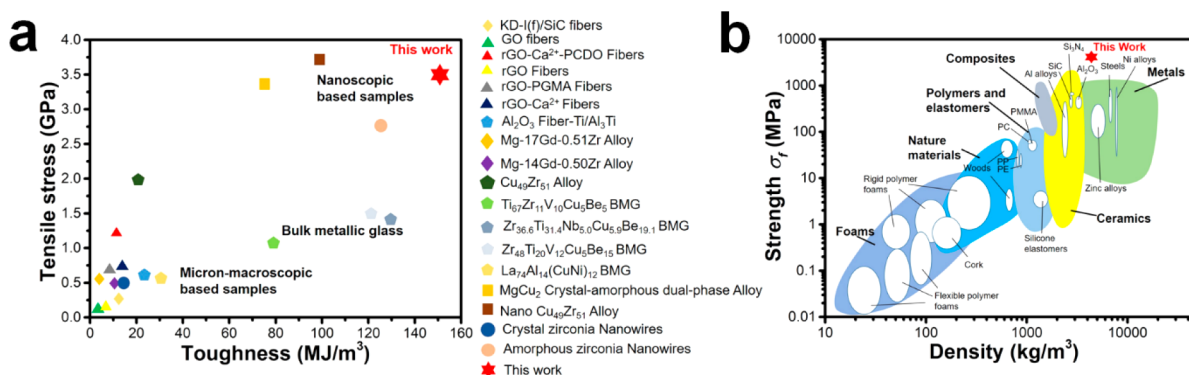 a
Tensile stress (GPa)
4.0
3.5
3.0
2.5
2.0
1.5
1.0
0.5
0.0
0 20 40 60 80 100 120 140 160
Toughness (MJ/m³)
This work
Nanoscopic
based samples
Bulk metallic glass
Micron-macroscopic
based samples
KD-I(f)/SiC fibers
GO fibers
rGO-Ca²⁺-PCDO Fibers
rGO Fibers
rGO-PGMA Fibers
rGO-Ca²⁺ Fibers
Al₂O₃ Fiber-Ti/Al₃Ti
Mg-17Gd-0.51Zr Alloy
Mg-14Gd-0.50Zr Alloy
Cu₄₉Zr₅₁ Alloy
Ti₆₇Zr₁₁V₁₀Cu₅Be₅ BMG
Zr₃₆.₆Ti₃₁.₄Nb₅.₀Cu₅.₉Be₁₉.₁ BMG
Zr₄₈Ti₂₀V₁₂Cu₅Be₁₅ BMG
La₇₄Al₁₄(CuNi)₁₂ BMG
MgCu₂ Crystal-amorphous dual-phase Alloy
Nano Cu₄₉Zr₅₁ Alloy
Crystal zirconia Nanowires
Amorphous zirconia Nanowires
This work
b
Strength σf (MPa)
10000
1000
100
10
1
0.1
0.01
10 100 1000 10000
Density (kg/m³)
This Work
Si₃N₄
SiC
Al₂O₃
Steels
Ni alloys
Composites
Al alloys
Metals
Polymers and
elastomers
PMMA
PC
Nature
materials
PP
PE
Woods
Zinc alloys
Rigid polymer
foams
Foams
Silicone
elastomers
Ceramics
Cork
Flexible polymer
foams